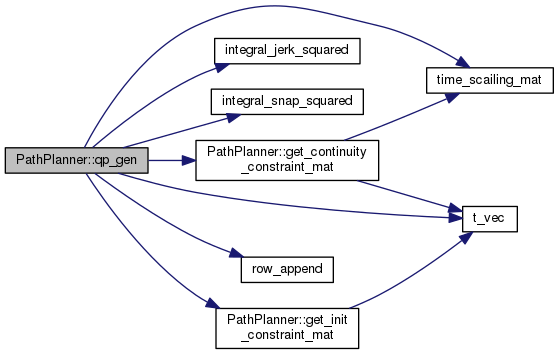 integral_jerk_squared
time_scailing_mat
integral_snap_squared
PathPlanner::qp_gen
PathPlanner::get_continuity
_constraint_mat
t_vec
row_append
PathPlanner::get_init
_constraint_mat